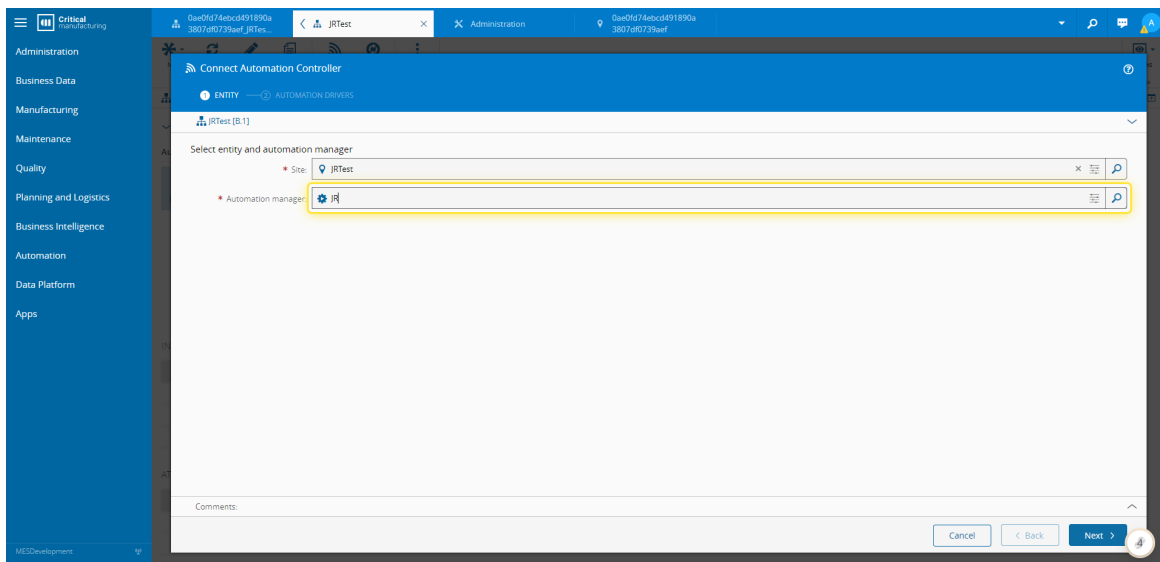 Critical
manufacturing
0ae0fd74ebcd491890a
3807df0739aef_JRTes...
JRTest
Administration
0ae0fd74ebcd491890a
3807df0739aef
A
Administration
Business Data
Manufacturing
Maintenance
Quality
Planning and Logistics
Business Intelligence
Automation
Data Platform
Apps
MESDevelopment
Connect Automation Controller
1 ENTITY 2 AUTOMATION DRIVERS
JRTest [B.1]
Select entity and automation manager
* Site: JRTest
* Automation manager: JR
Comments:
Cancel < Back Next >
4